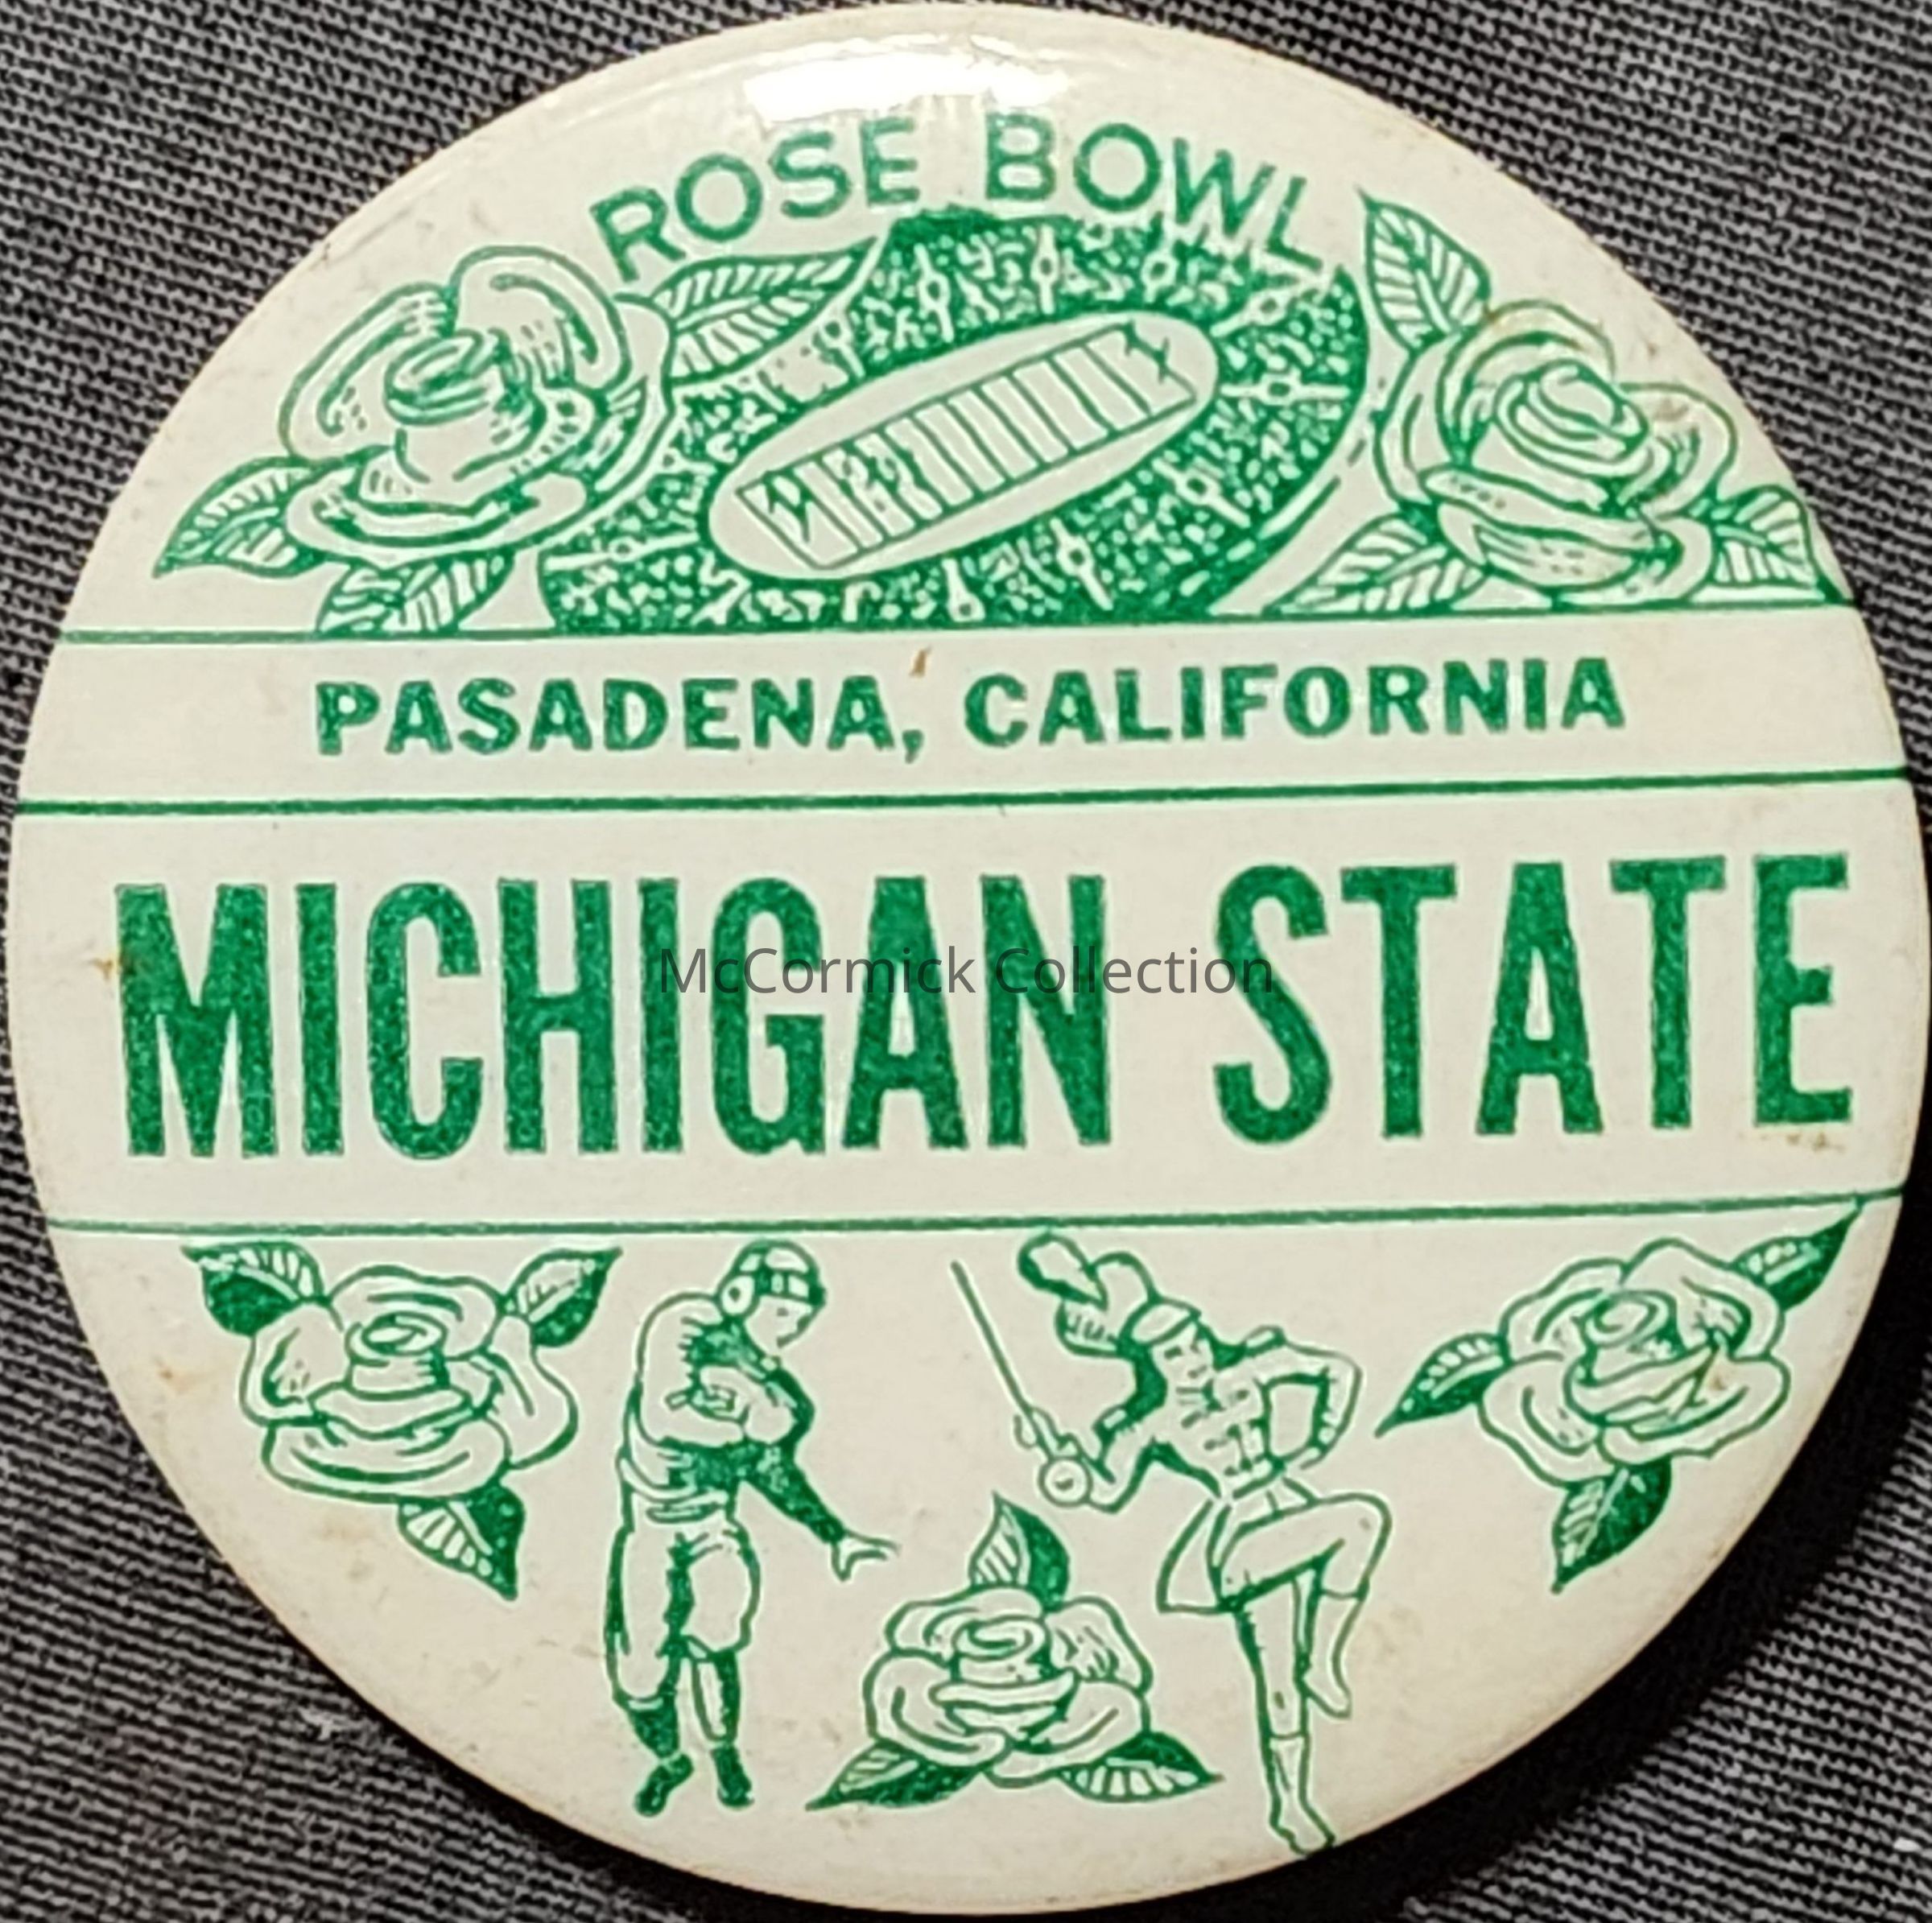 ROSE BOWL
PASADENA, CALIFORNIA
MICHIGAN STATE
McCormick Collection